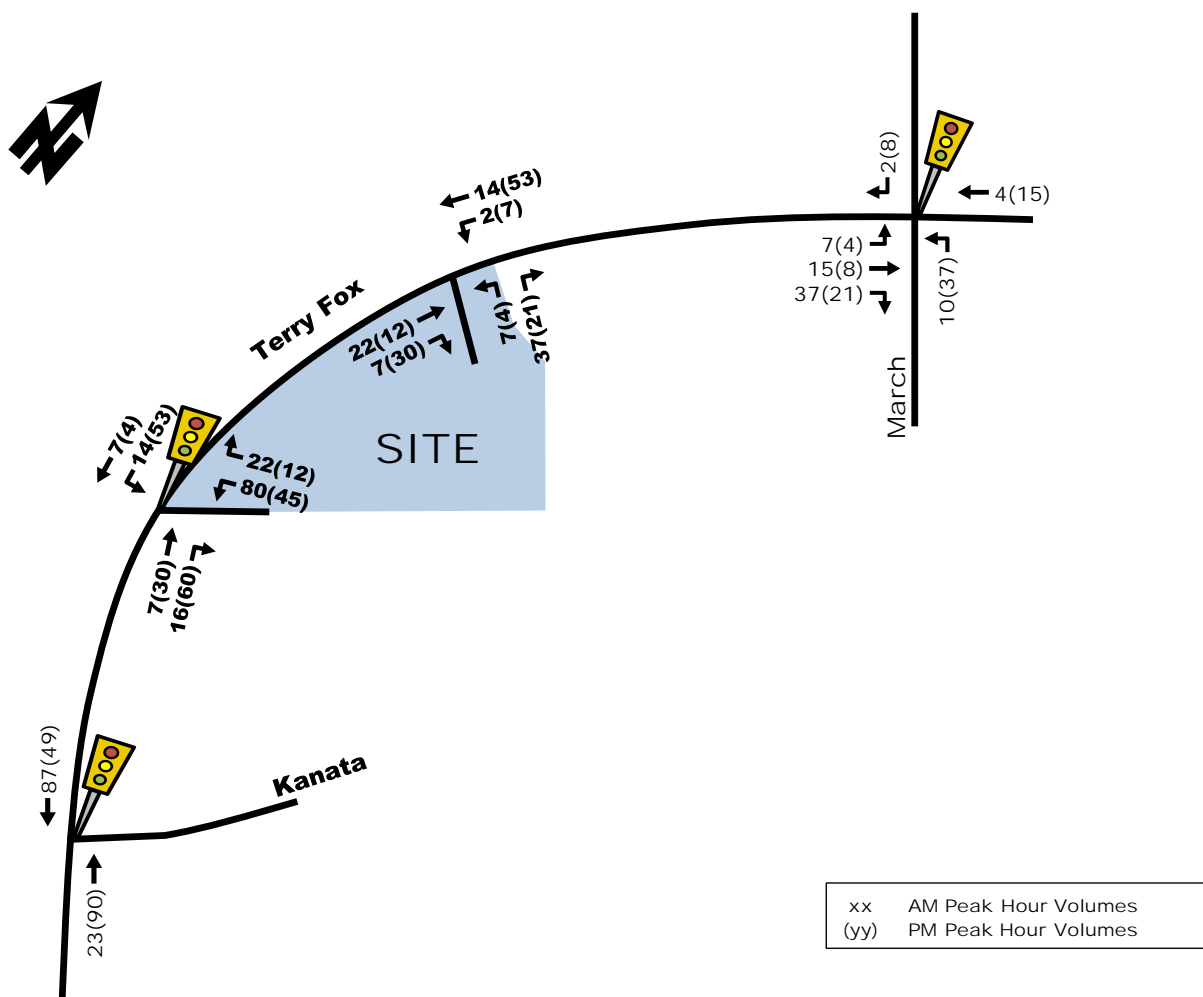 N
2(8)
4(15)
14(53)
2(7)
7(4)
15(8)
37(21)
10(37)
Terry Fox
22(12)
7(30)
7(4)
37(21)
March
7(4)
14(53)
SITE
22(12)
80(45)
7(30)
16(60)
87(49)
Kanata
23(90)
xx AM Peak Hour Volumes
(yy) PM Peak Hour Volumes